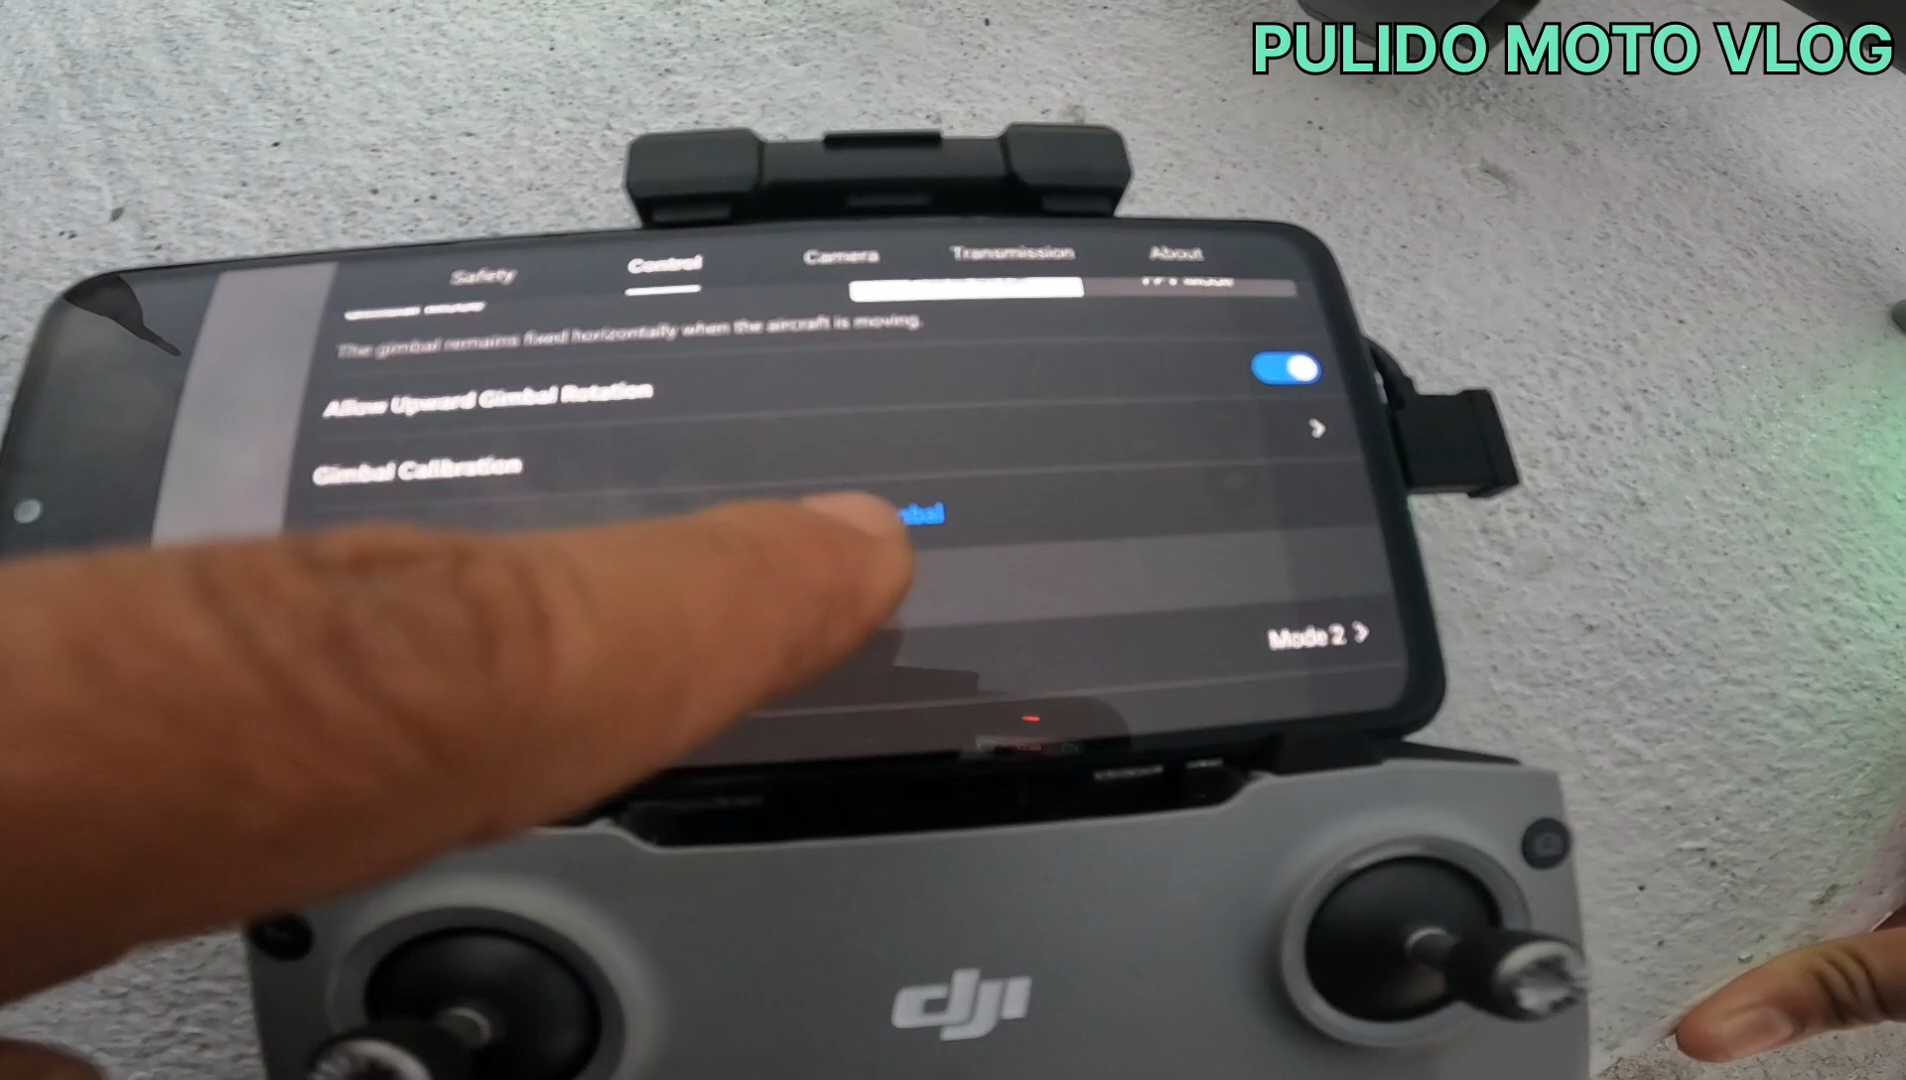 PULIDO MOTO VLOG
Safety Control Camera Transmission About
The gimbal remains fixed horizontally when the aircraft is moving.
Allow Upward Gimbal Rotation
Gimbal Calibration
Mode 2
dji